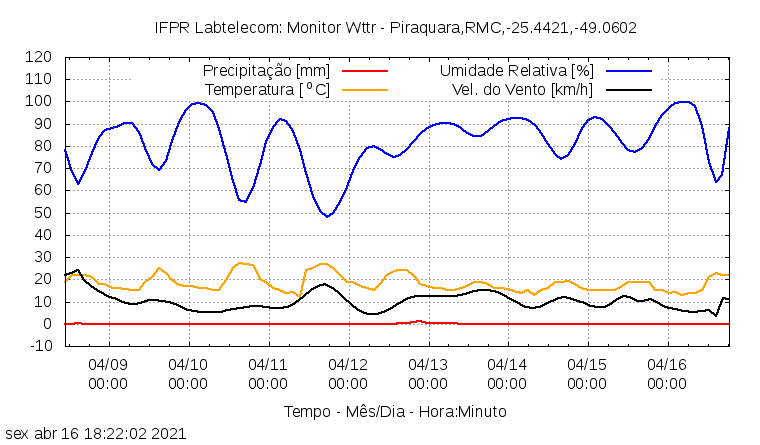 IFPR Labtelecom: Monitor Wttr - Piraquara,RMC,-25.4421,-49.0602
Precipitação [mm]
Umidade Relativa [%]
Temperatura [ ⁰C]
Vel. do Vento [km/h]
120
110
100
90
80
70
60
50
40
30
20
10
0
-10
04/09 04/10 04/11 04/12 04/13 04/14 04/15 04/16
00:00 00:00 00:00 00:00 00:00 00:00 00:00 00:00
Tempo - Mês/Dia - Hora:Minuto
sex abr 16 18:22:02 2021